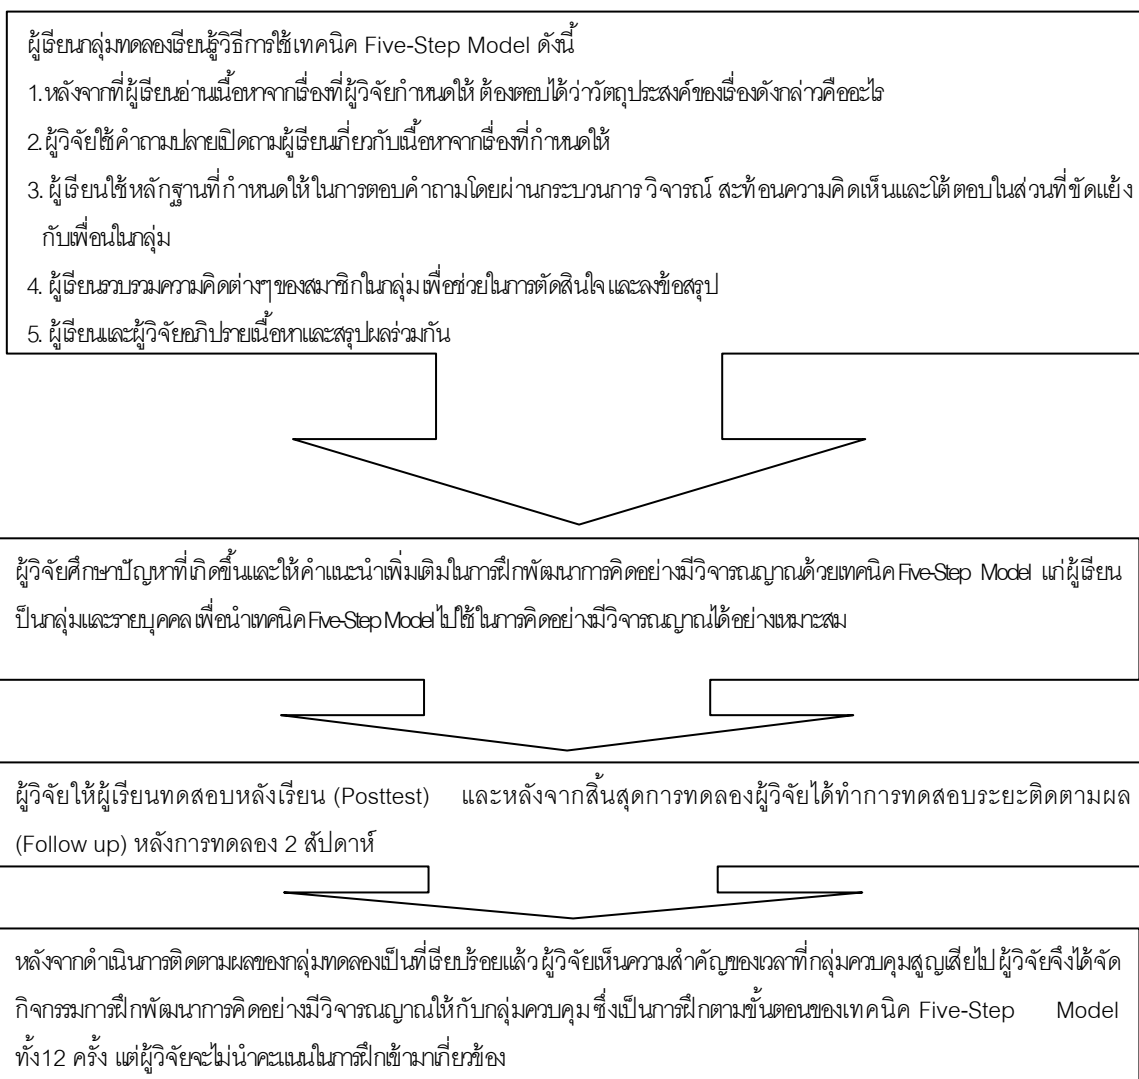 ผู้เรียนกลุ่มทดลองเรียนรู้วิธีการใช้เทคนิค Five-Step Model ดังนี้
1.หลังจากที่ผู้เรียนอ่านเนื้อหาจากเรื่องที่ผู้วิจัยกำหนดให้ ต้องตอบได้ว่าวัตถุประสงค์ของเรื่องดังกล่าวคืออะไร
2.ผู้วิจัยใช้คำถามปลายเปิดถามผู้เรียนเกี่ยวกับเนื้อหาจากเรื่องที่กำหนดให้
3. ผู้เรียนใช้หลักฐานที่กำหนดให้ในการตอบคำถามโดยผ่านกระบวนการ วิจารณ์ สะท้อนความคิดเห็นและโต้ตอบในส่วนที่ขัดแย้ง
กับเพื่อนในกลุ่ม
4. ผู้เรียนรวบรวมความคิดต่างๆของสมาชิกในกลุ่ม เพื่อช่วยในการตัดสินใจ และลงข้อสรุป
5. ผู้เรียนและผู้วิจัยอภิปรายเนื้อหาและสรุปผลร่วมกัน
ผู้วิจัยศึกษาปัญหาที่เกิดขึ้นและให้คำแนะนำเพิ่มเติมในการฝึกพัฒนาการคิดอย่างมีวิจารณญาณด้วยเทคนิค Five-Step Model แก่ผู้เรียน
เป็นกลุ่มและรายบุคคล เพื่อนำเทคนิค Five-Step Model ไปใช้ ในการคิดอย่างมีวิจารณญาณได้อย่างเหมาะสม
ผู้วิจัยให้ผู้เรียนทดสอบหลังเรียน (Posttest) และหลังจากสิ้นสุดการทดลองผู้วิจัยได้ทำการทดสอบระยะติดตามผล
(Follow up) หลังการทดลอง 2 สัปดาห์
หลังจากดำเนินการติดตามผลของกลุ่มทดลองเป็นที่เรียบร้อยแล้ว ผู้วิจัยเห็นความสำคัญของเวลาที่กลุ่มควบคุมสูญเสียไป ผู้วิจัยจึงได้จัด
กิจกรรมการฝึกพัฒนาการคิดอย่างมีวิจารณญาณให้กับกลุ่มควบคุม ซึ่งเป็นการฝึกตามขั้นตอนของเทคนิค Five-Step Model
ทั้ง12 ครั้ง แต่ผู้วิจัยจะไม่นำคะแนนในการฝึกเข้ามาเกี่ยวข้อง